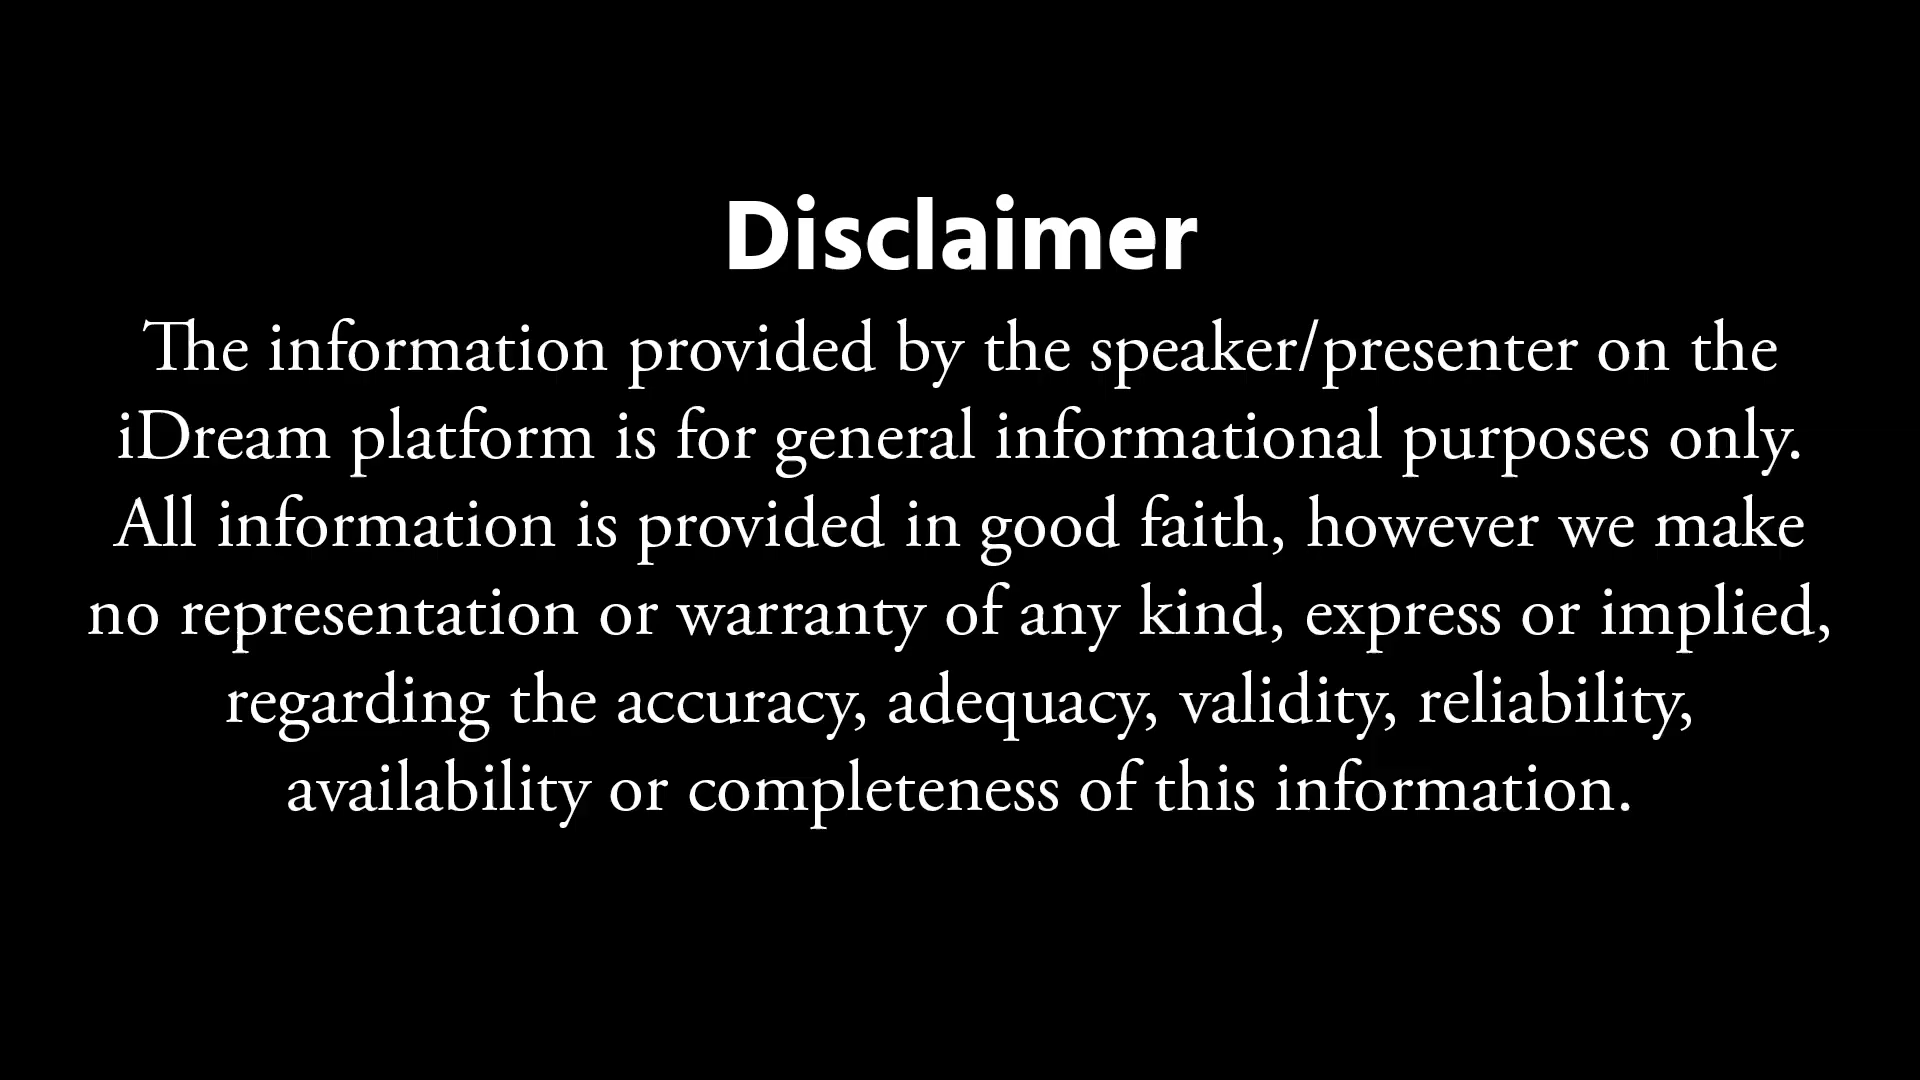 Disclaimer
The information provided by the speaker/presenter on the
iDream platform is for general informational purposes only.
All information is provided in good faith, however we make
no representation or warranty of any kind, express or implied,
regarding the accuracy, adequacy, validity, reliability,
availability or completeness of this information.